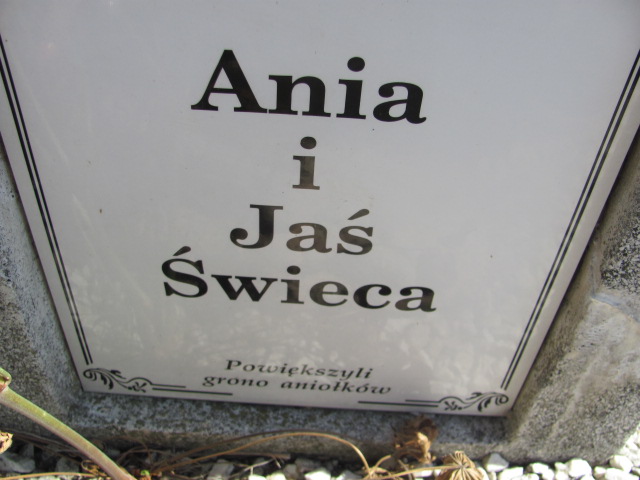 Ania
i
Jaś
Świeca
Powiększyli
grono aniołków